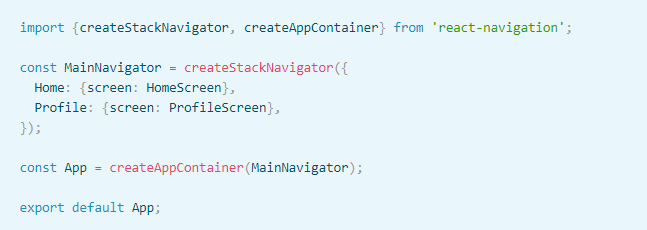 import {createStackNavigator, createAppContainer} from 'react-navigation';
const MainNavigator = createStackNavigator({
  Home: {screen: HomeScreen},
  Profile: {screen: ProfileScreen},
});
const App = createAppContainer(MainNavigator);
export default App;